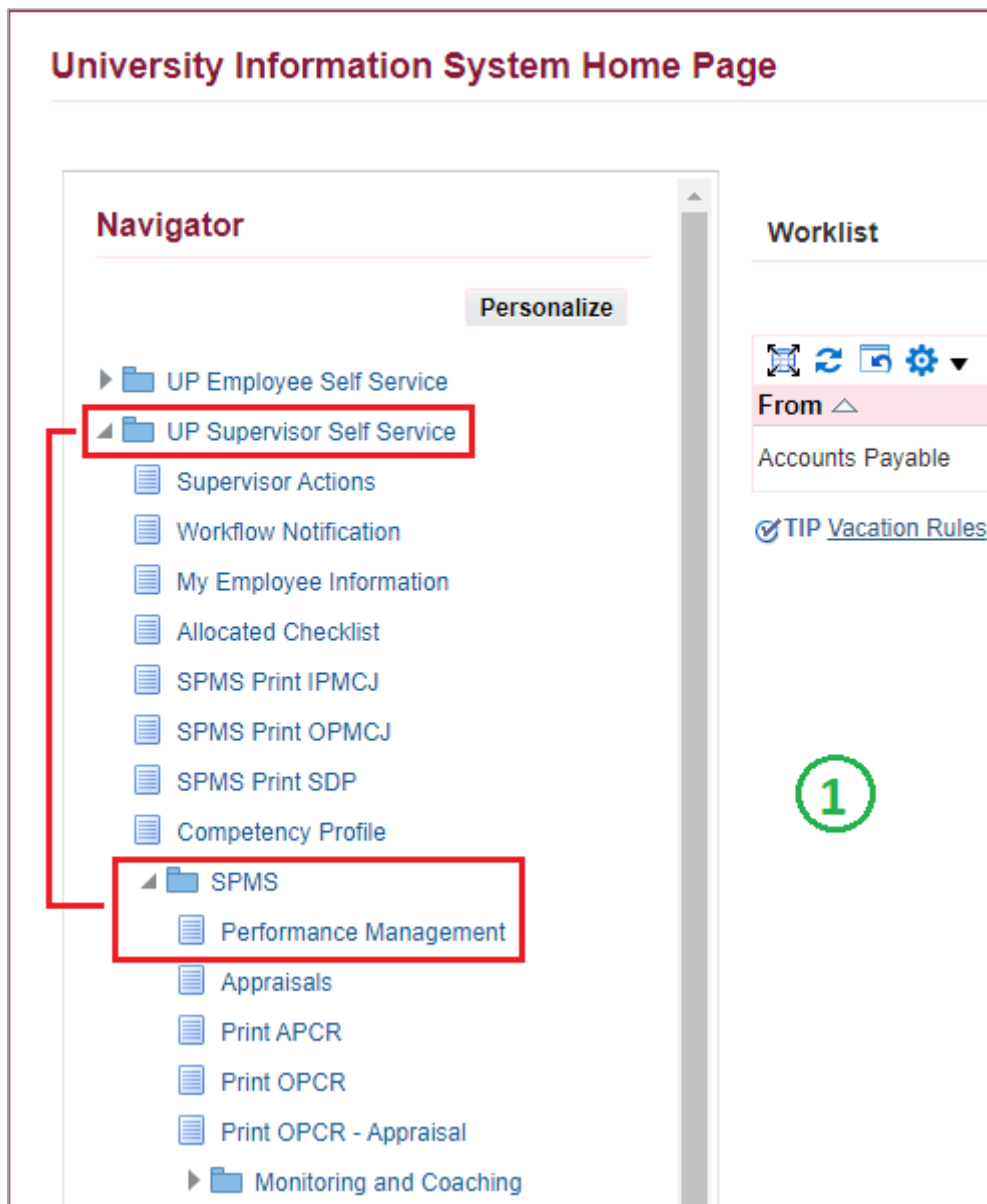 University Information System Home Page
Navigator
Personalize
UP Employee Self Service
UP Supervisor Self Service
Supervisor Actions
Workflow Notification
My Employee Information
Allocated Checklist
SPMS Print IPMCJ
SPMS Print OPMCJ
SPMS Print SDP
Competency Profile
SPMS
Performance Management
Appraisals
Print APCR
Print OPCR
Print OPCR - Appraisal
Monitoring and Coaching
Worklist
From
Accounts Payable
TIP Vacation Rules
1